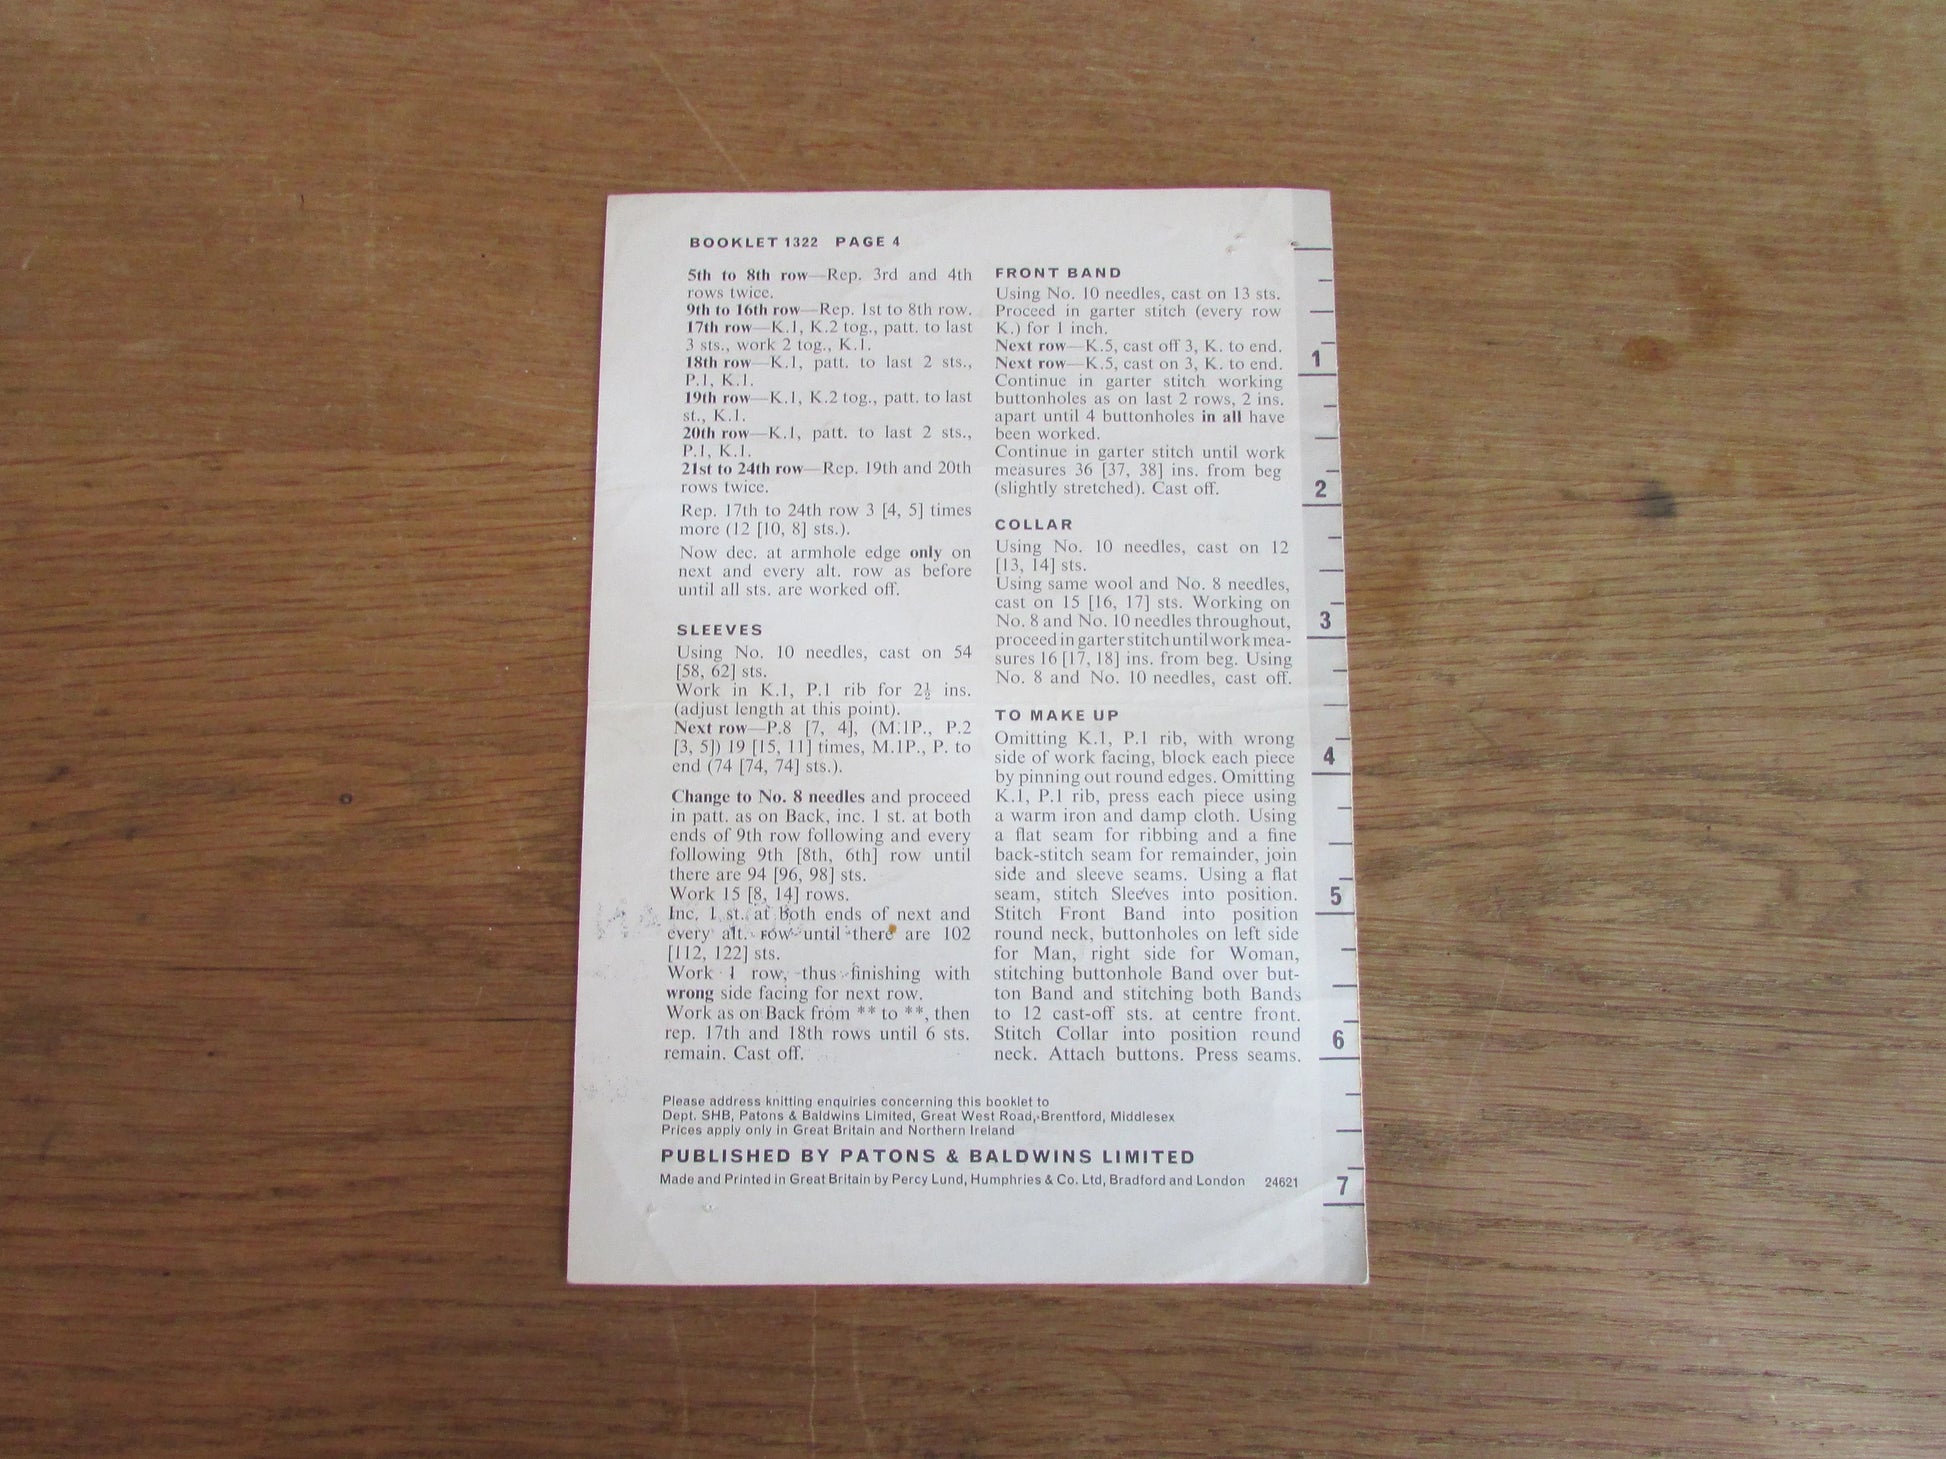 BOOKLET 1322 PAGE 4
5th to 8th row—Rep. 3rd and 4th
rows twice.
9th to 16th row—Rep. 1st to 8th row.
17th row—K.1, K.2 tog., patt. to last
3 sts., work 2 tog., K.1.
18th row—K.1, patt. to last 2 sts.,
P.1, K.1.
19th row—K.1, K.2 tog., patt. to last
st., K.1.
20th row—K.1, patt. to last 2 sts.,
P.1, K.1.
21st to 24th row—Rep. 19th and 20th
rows twice.
Rep. 17th to 24th row 3 [4, 5] times
more (12 [10, 8] sts.).
Now dec. at armhole edge only on
next and every alt. row as before
until all sts. are worked off.
SLEEVES
Using No. 10 needles, cast on 54
[58, 62] sts.
Work in K.1, P.1 rib for 2½ ins.
(adjust length at this point).
Next row—P.8 [7, 4], (M.1P., P.2
[3, 5]) 19 [15, 11] times, M.1P., P. to
end (74 [74, 74] sts.).
Change to No. 8 needles and proceed
in patt. as on Back, inc. 1 st. at both
ends of 9th row following and every
following 9th [8th, 6th] row until
there are 94 [96, 98] sts.
Work 15 [8, 14] rows.
Inc. 1 st. at both ends of next and
every alt. row until there are 102
[112, 122] sts.
Work 1 row, thus finishing with
wrong side facing for next row.
Work as on Back from ** to **, then
rep. 17th and 18th rows until 6 sts.
remain. Cast off.
FRONT BAND
Using No. 10 needles, cast on 13 sts.
Proceed in garter stitch (every row
K.) for 1 inch.
Next row—K.5, cast off 3, K. to end.
Next row—K.5, cast on 3, K. to end.
Continue in garter stitch working
buttonholes as on last 2 rows, 2 ins.
apart until 4 buttonholes in all have
been worked.
Continue in garter stitch until work
measures 36 [37, 38] ins. from beg
(slightly stretched). Cast off.
COLLAR
Using No. 10 needles, cast on 12
[13, 14] sts.
Using same wool and No. 8 needles,
cast on 15 [16, 17] sts. Working on
No. 8 and No. 10 needles throughout,
proceed in garter stitch until work mea-
sures 16 [17, 18] ins. from beg. Using
No. 8 and No. 10 needles, cast off.
TO MAKE UP
Omitting K.1, P.1 rib, with wrong
side of work facing, block each piece
by pinning out round edges. Omitting
K.1, P.1 rib, press each piece using
a warm iron and damp cloth. Using
a flat seam for ribbing and a fine
back-stitch seam for remainder, join
side and sleeve seams. Using a flat
seam, stitch Sleeves into position.
Stitch Front Band into position
round neck, buttonholes on left side
for Man, right side for Woman,
stitching buttonhole Band over but-
ton Band and stitching both Bands
to 12 cast-off sts. at centre front.
Stitch Collar into position round
neck. Attach buttons. Press seams.
Please address knitting enquiries concerning this booklet to
Dept. SHB, Patons & Baldwins Limited, Great West Road, Brentford, Middlesex
Prices apply only in Great Britain and Northern Ireland
PUBLISHED BY PATONS & BALDWINS LIMITED
Made and Printed in Great Britain by Percy Lund, Humphries & Co. Ltd, Bradford and London 24621
1
2
3
4
5
6
7